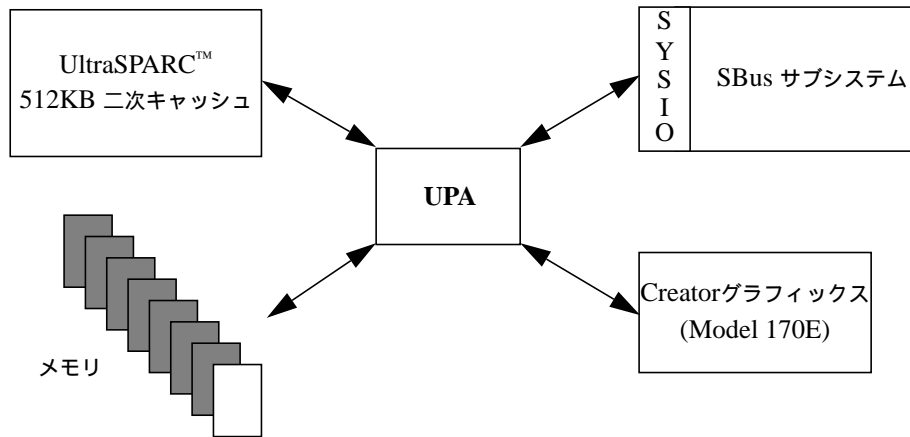 UltraSPARC™
512KB 二次キャッシュ
SYSIO
SBus サブシステム
UPA
Creatorグラフィックス
(Model 170E)
メモリ